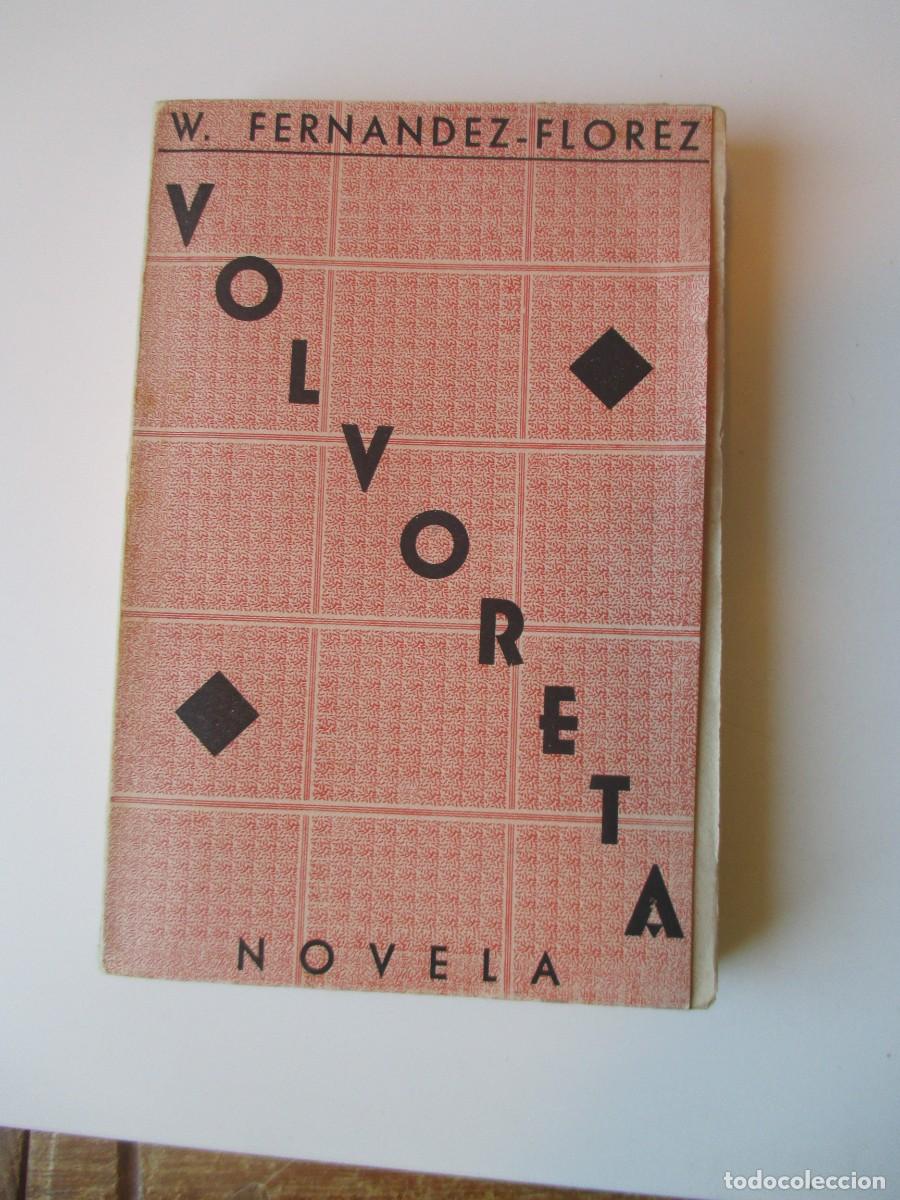 W. FERNANDEZ-FLOREZ
VOLVORETA
NOVELA
todocoleccion